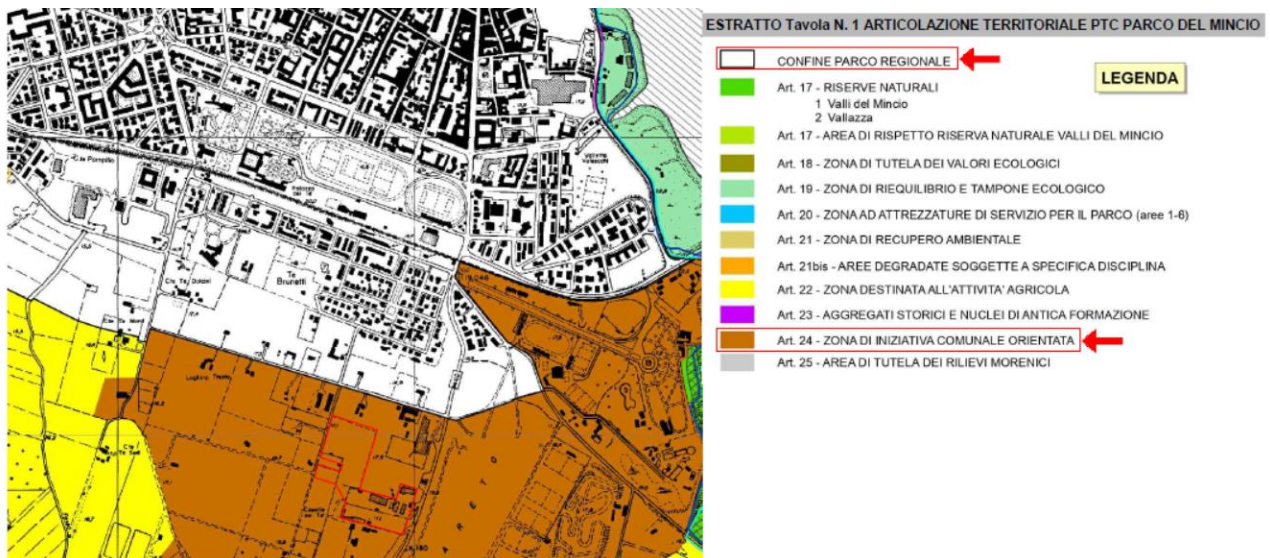 ESTRATTO Tavola N. 1 ARTICOLAZIONE TERRITORIALE PTC PARCO DEL MINCIO
LEGENDA
CONFINE PARCO REGIONALE
Art. 17 - RISERVE NATURALI
1 Valli del Mincio
2 Vallazza
Art. 17 - AREA DI RISPETTO RISERVA NATURALE VALLI DEL MINCIO
Art. 18 - ZONA DI TUTELA DEI VALORI ECOLOGICI
Art. 19 - ZONA DI RIEQUILIBRIO E TAMPONE ECOLOGICO
Art. 20 - ZONA AD ATTREZZATURE DI SERVIZIO PER IL PARCO (aree 1-6)
Art. 21 - ZONA DI RECUPERO AMBIENTALE
Art. 21bis - AREE DEGRADATE SOGGETTE A SPECIFICA DISCIPLINA
Art. 22 - ZONA DESTINATA ALL'ATTIVITA' AGRICOLA
Art. 23 - AGGREGATI STORICI E NUCLEI DI ANTICA FORMAZIONE
Art. 24 - ZONA DI INIZIATIVA COMUNALE ORIENTATA
Art. 25 - AREA DI TUTELA DEI RILIEVI MORENICI
Te
Brunetti
E T O